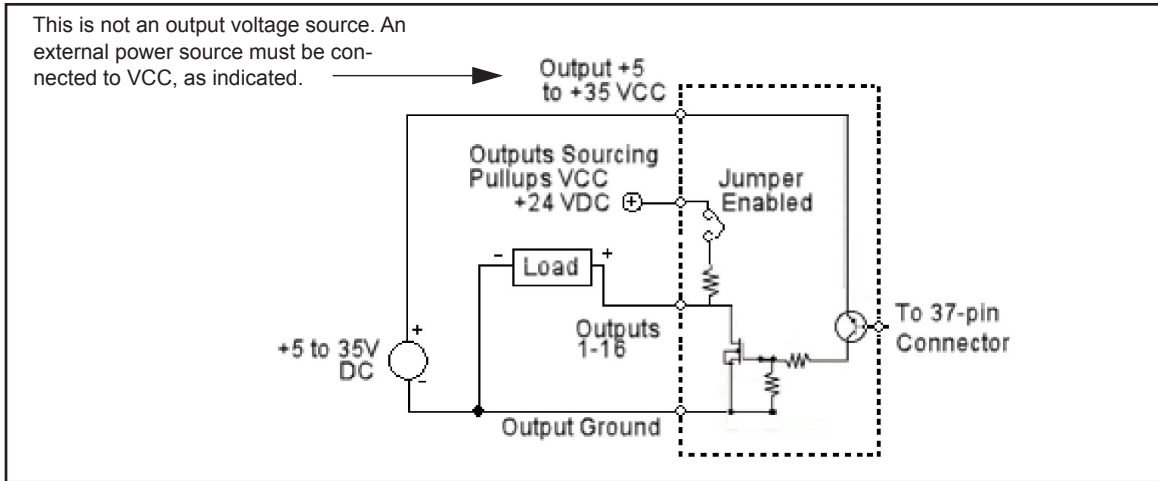 This is not an output voltage source. An
external power source must be con-
nected to VCC, as indicated.
Output +5
to +35 VCC
Outputs Sourcing
Pullups VCC
+24 VDC
+
Jumper
Enabled
- Load +
Outputs
1-16
To 37-pin
Connector
+
+5 to 35V
DC
-
Output Ground